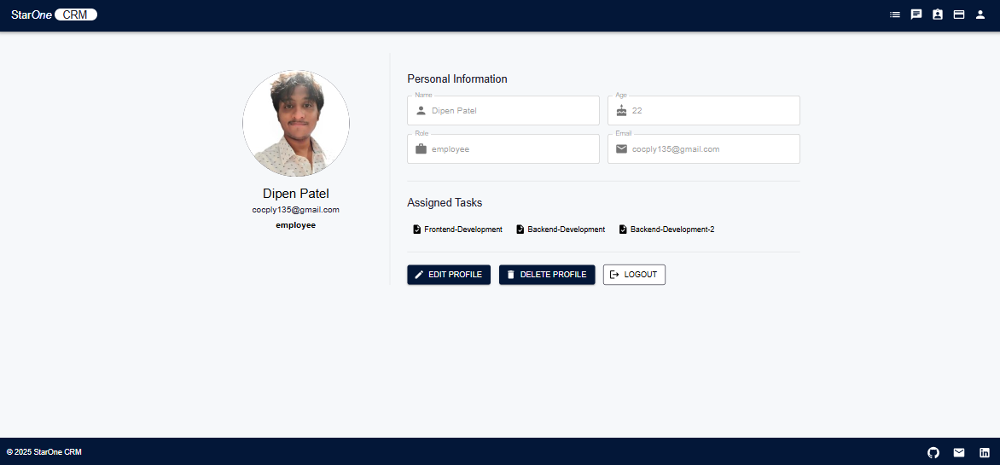 StarOne CRM
Dipen Patel
cocply135@gmail.com
employee
Personal Information
Name
Dipen Patel
Age
22
Role
employee
Email
cocply135@gmail.com
Assigned Tasks
Frontend-Development Backend-Development Backend-Development-2
EDIT PROFILE DELETE PROFILE LOGOUT
© 2025 StarOne CRM